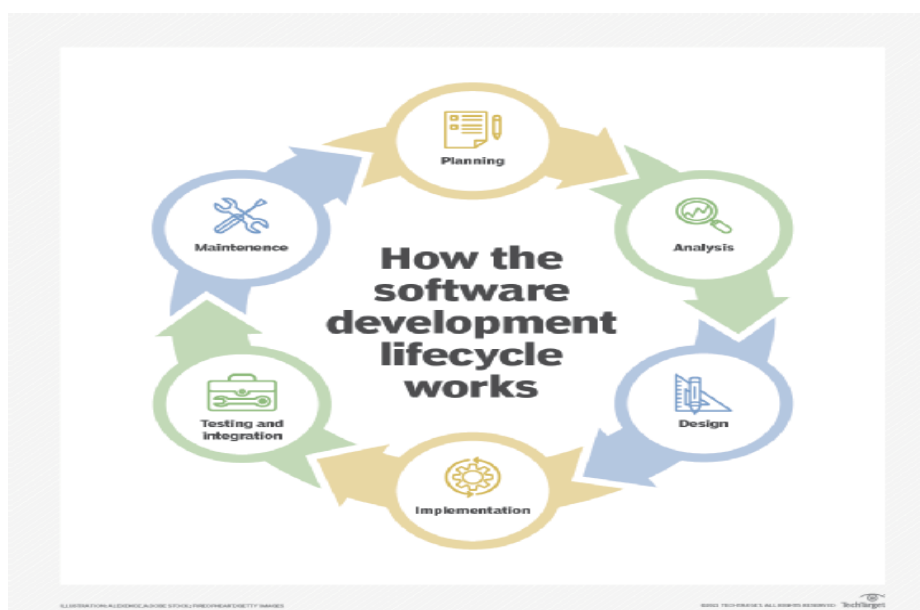 Planning
Analysis
Design
Implementation
Testing and
integration
Maintenence
How the
software
development
lifecycle
works
TechTarget